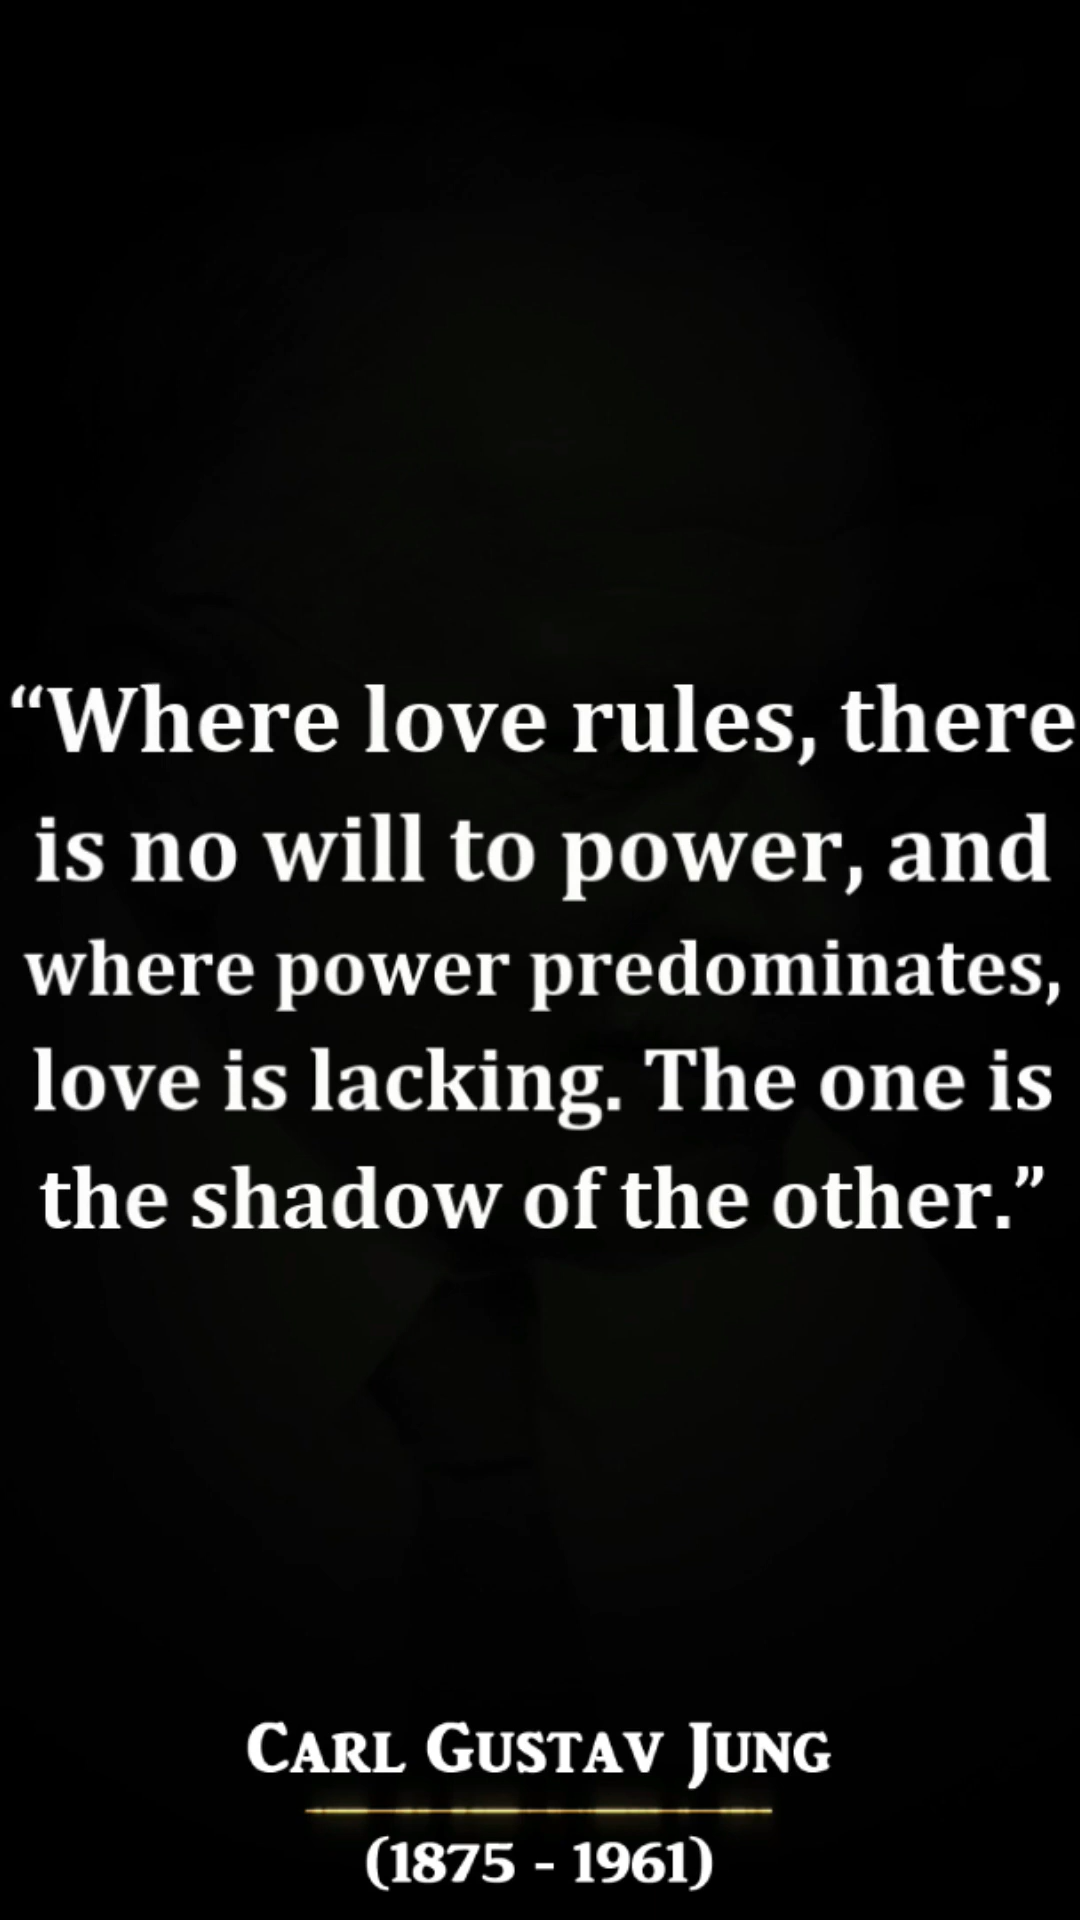 “Where love rules, there
is no will to power, and
where power predominates,
love is lacking. The one is
the shadow of the other.”
Carl Gustav Jung
(1875 - 1961)